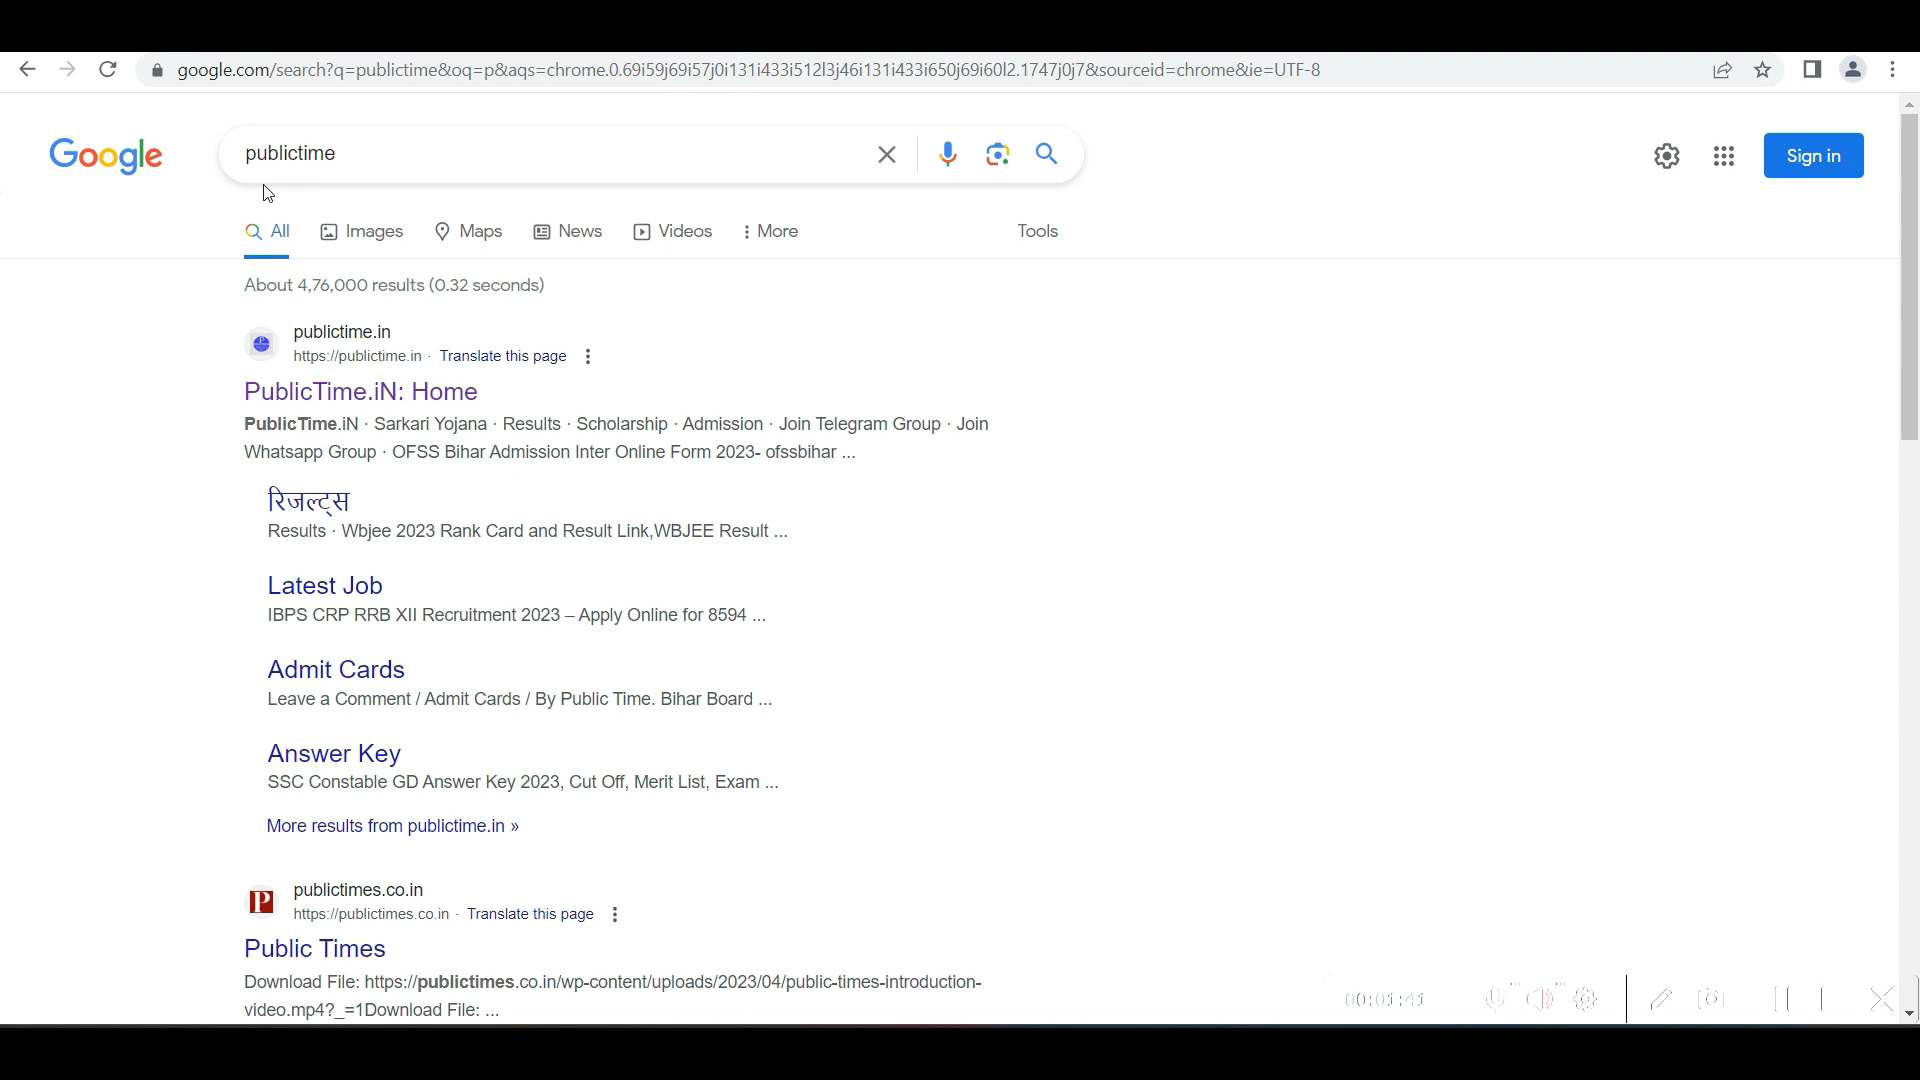 google.com/search?q=publictime&oq=p&aqs=chrome.0.69i59j69i57j0i131i433i512l3j46i131i433i650j69i60l2.1747j0j7&sourceid=chrome&ie=UTF-8
Google
publictime
Sign in
All Images Maps News Videos More Tools
About 4,76,000 results (0.32 seconds)
publictime.in
https://publictime.in · Translate this page
PublicTime.iN: Home
PublicTime.iN · Sarkari Yojana · Results · Scholarship · Admission · Join Telegram Group · Join
Whatsapp Group · OFSS Bihar Admission Inter Online Form 2023- ofssbihar ...
रिजल्ट्स
Results · Wbjee 2023 Rank Card and Result Link,WBJEE Result ...
Latest Job
IBPS CRP RRB XII Recruitment 2023 – Apply Online for 8594 ...
Admit Cards
Leave a Comment / Admit Cards / By Public Time. Bihar Board ...
Answer Key
SSC Constable GD Answer Key 2023, Cut Off, Merit List, Exam ...
More results from publictime.in »
P
publictimes.co.in
https://publictimes.co.in · Translate this page
Public Times
Download File: https://publictimes.co.in/wp-content/uploads/2023/04/public-times-introduction-
video.mp4?_=1Download File: ...
00:01:41